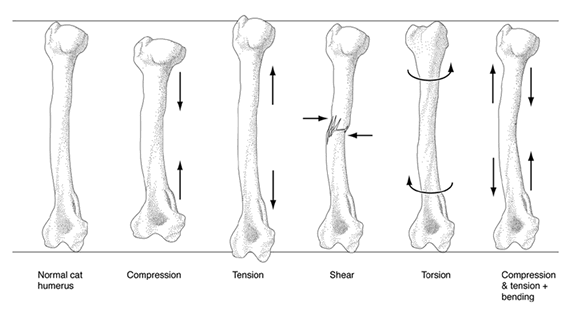 Normal cat
humerus
Compression
Tension
Shear
Torsion
Compression
& tension +
bending